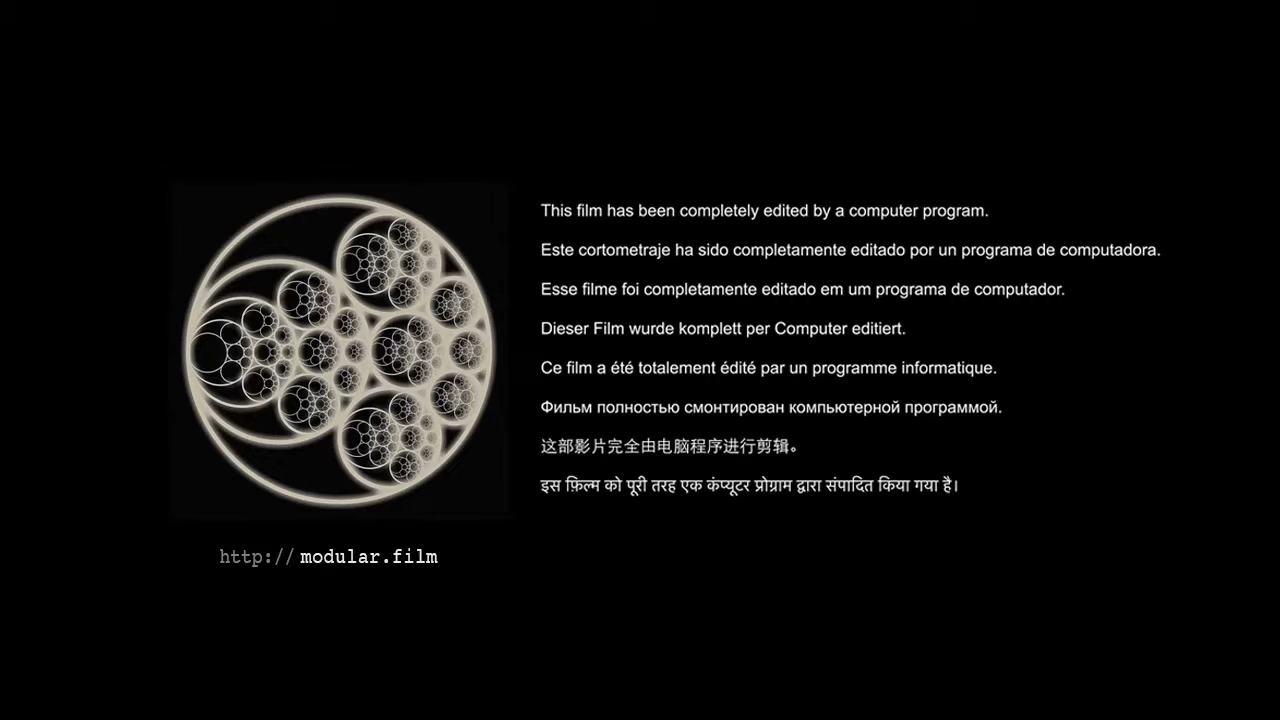 This film has been completely edited by a computer program.
Este cortometraje ha sido completamente editado por un programa de computadora.
Esse filme foi completamente editado em um programa de computador.
Dieser Film wurde komplett per Computer editiert.
Ce film a été totalement édité par un programme informatique.
Фильм полностью смонтирован компьютерной программой.
这部影片完全由电脑程序进行剪辑。
इस फ़िल्म को पूरी तरह एक कंप्यूटर प्रोग्राम द्वारा संपादित किया गया है।
http:// modular.film